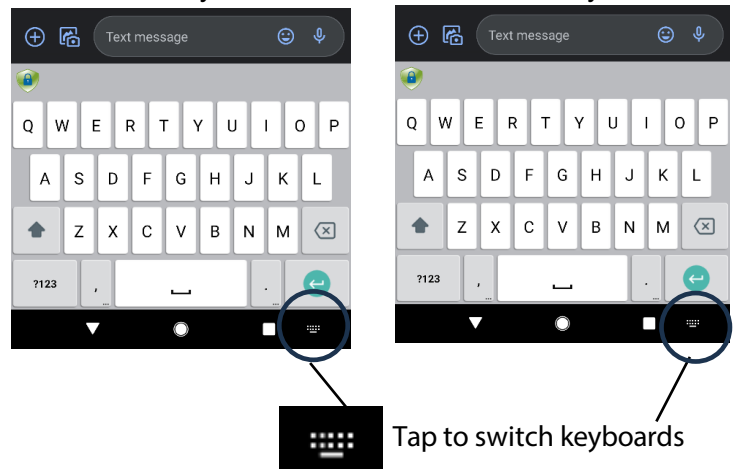 Text message
Q W E R T Y U I O P
A S D F G H J K L
Z X C V B N M
?123 , .
Text message
Q W E R T Y U I O P
A S D F G H J K L
Z X C V B N M
?123 , .
Tap to switch keyboards